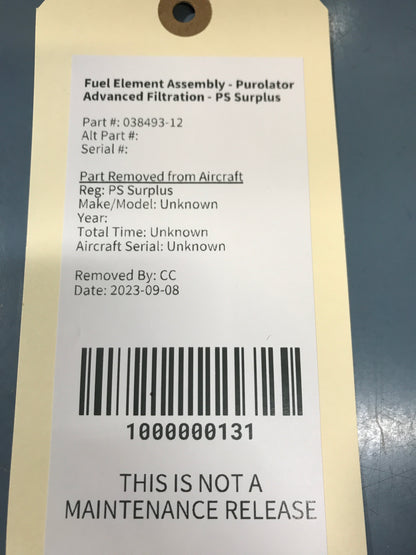 Fuel Element Assembly - Purolator
Advanced Filtration - PS Surplus
Part #: 038493-12
Alt Part #:
Serial #:
Part Removed from Aircraft
Reg: PS Surplus
Make/Model: Unknown
Year:
Total Time: Unknown
Aircraft Serial: Unknown
Removed By: CC
Date: 2023-09-08
1000000131
THIS IS NOT A
MAINTENANCE RELEASE